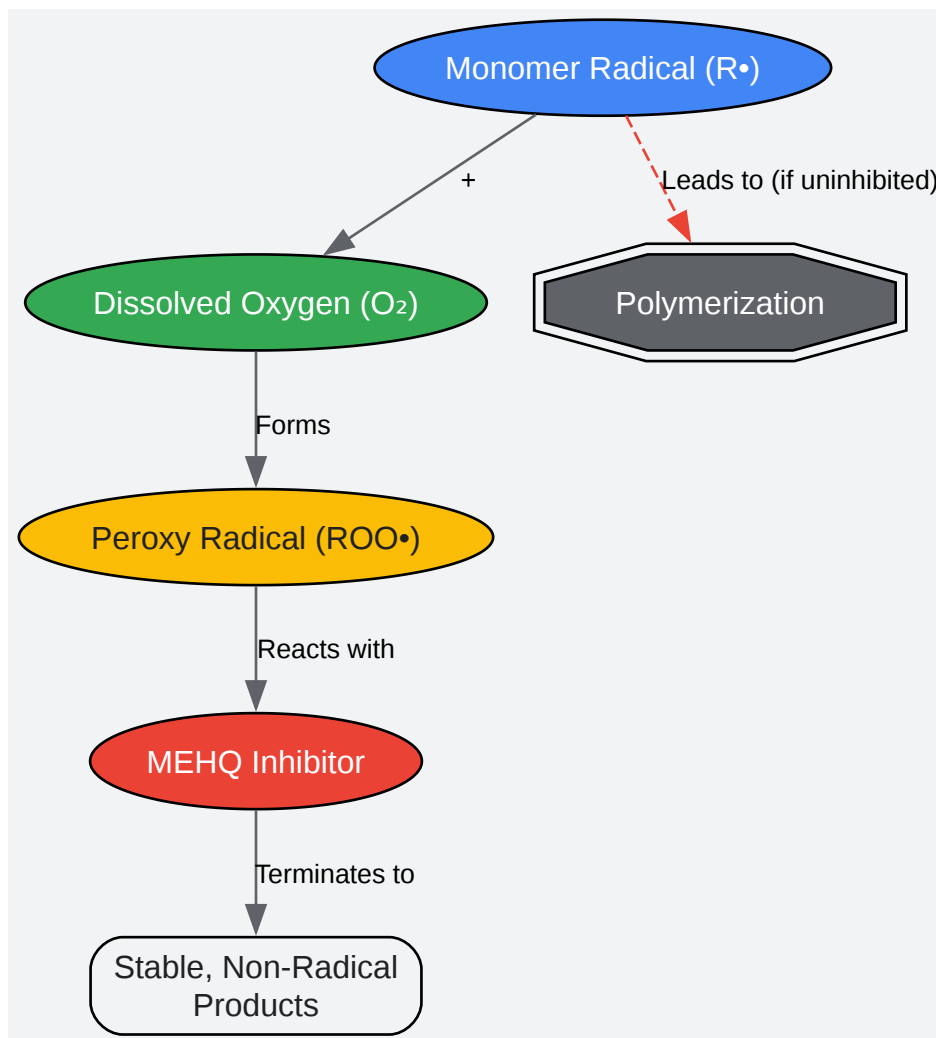 Monomer Radical (R•)
+
Leads to (if uninhibited)
Dissolved Oxygen (O₂)
Polymerization
Forms
Peroxy Radical (ROO•)
Reacts with
MEHQ Inhibitor
Terminates to
Stable, Non-Radical
Products